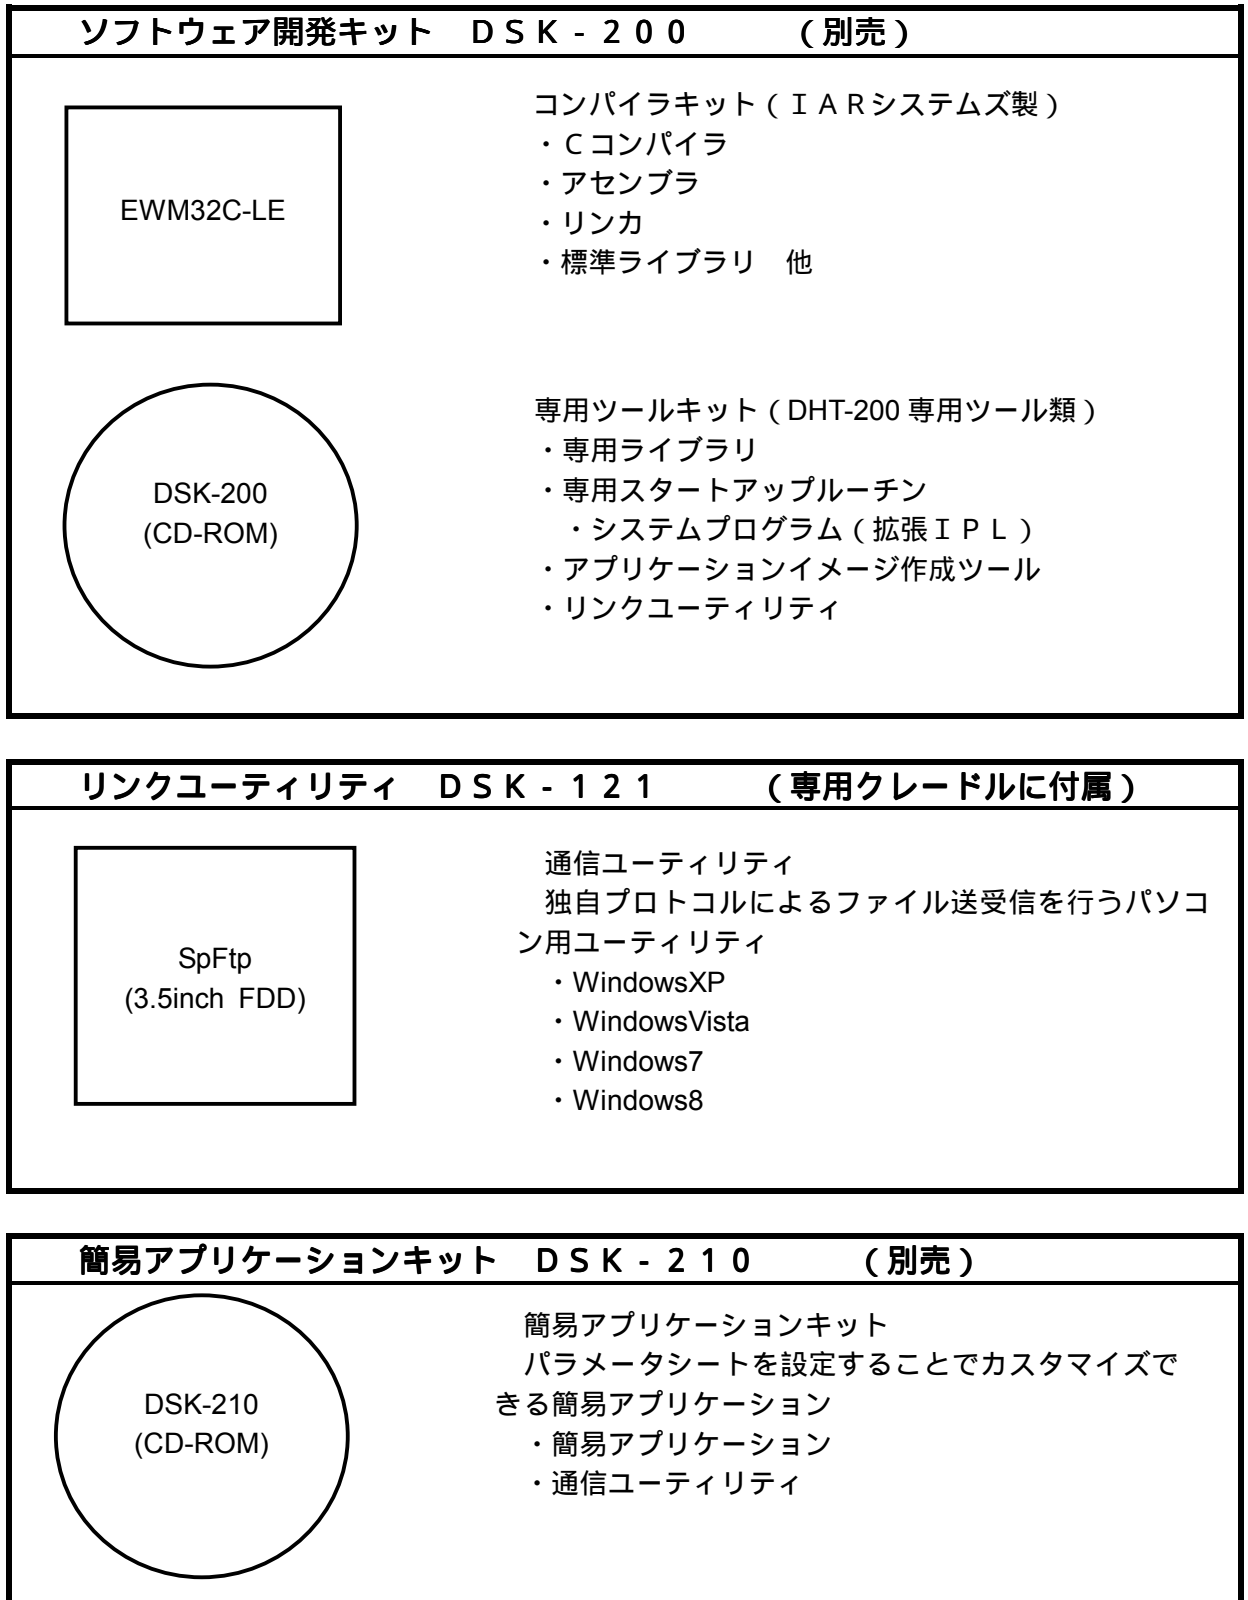 ソフトウェア開発キット　ＤＳＫ－２００　　　（別売）
コンパイラキット（ＩＡＲシステムズ製）
・Ｃコンパイラ
・アセンブラ
・リンカ
・標準ライブラリ　他
EWM32C-LE
専用ツールキット（DHT-200 専用ツール類）
・専用ライブラリ
・専用スタートアップルーチン
・システムプログラム（拡張ＩＰＬ）
・アプリケーションイメージ作成ツール
・リンクユーティリティ
DSK-200
(CD-ROM)
リンクユーティリティ　ＤＳＫ－１２１　　　（専用クレードルに付属）
通信ユーティリティ
独自プロトコルによるファイル送受信を行うパソコ
ン用ユーティリティ
・WindowsXP
・WindowsVista
・Windows7
・Windows8
SpFtp
(3.5inch FDD)
簡易アプリケーションキット　ＤＳＫ－２１０　　　（別売）
簡易アプリケーションキット
パラメータシートを設定することでカスタマイズで
きる簡易アプリケーション
・簡易アプリケーション
・通信ユーティリティ
DSK-210
(CD-ROM)